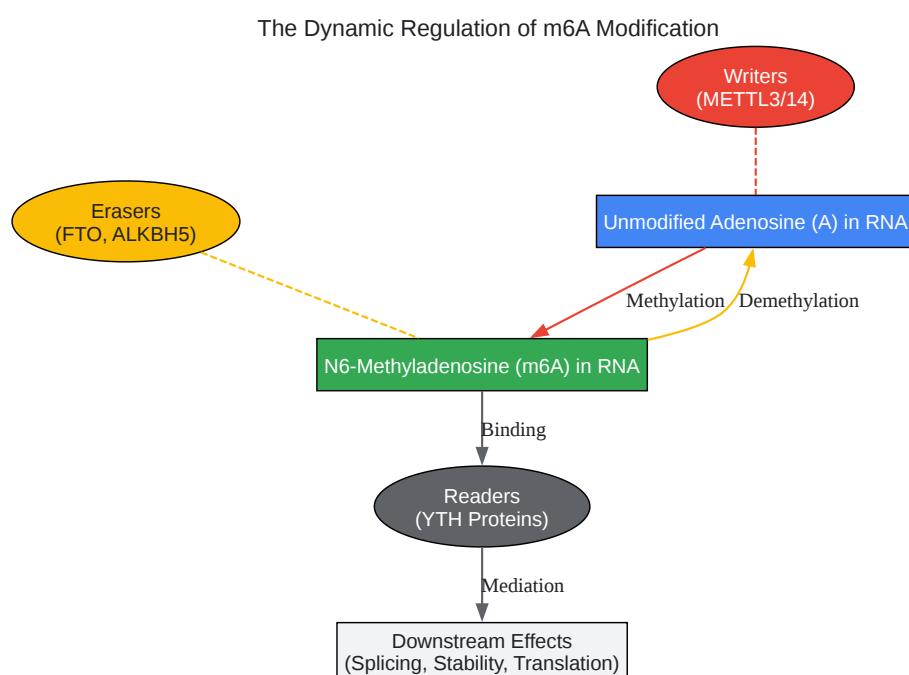 The Dynamic Regulation of m6A Modification
Writers
(METTL3/14)
Erasers
(FTO, ALKBH5)
Unmodified Adenosine (A) in RNA
Methylation
Demethylation
N6-Methyladenosine (m6A) in RNA
Binding
Readers
(YTH Proteins)
Mediation
Downstream Effects
(Splicing, Stability, Translation)